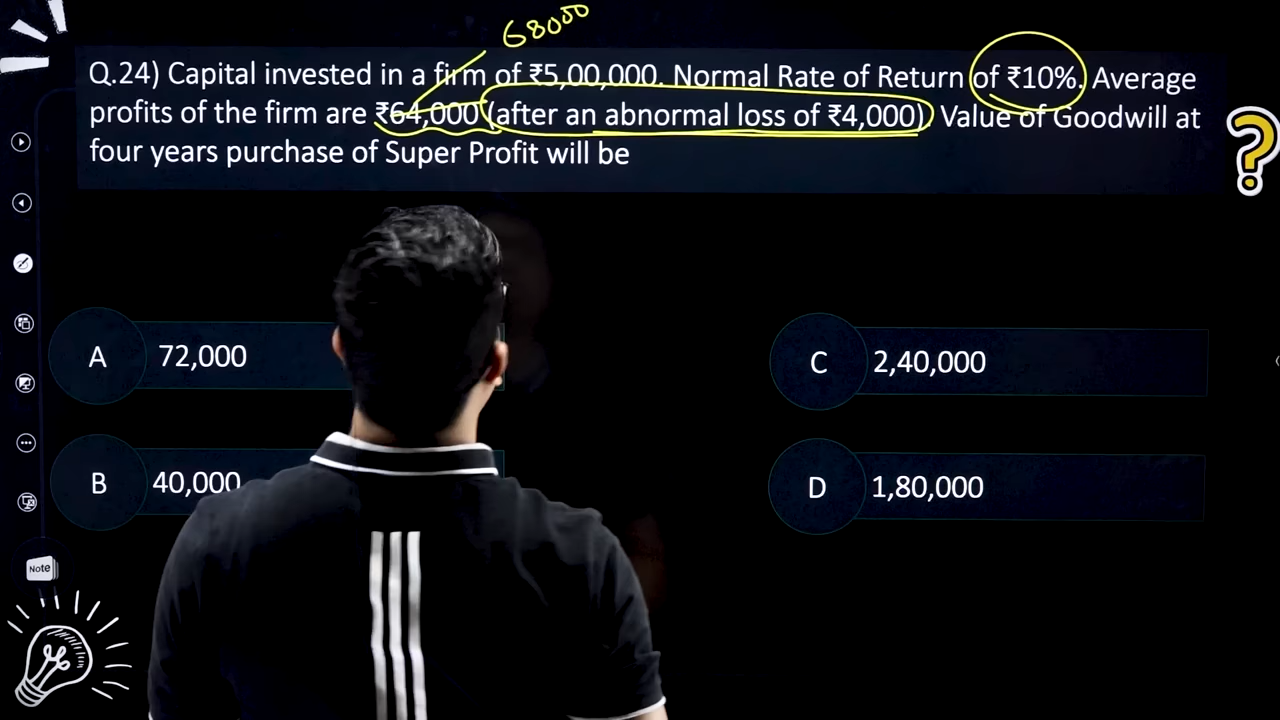 68000
Q.24) Capital invested in a firm of ₹5,00,000. Normal Rate of Return of ₹10%. Average
profits of the firm are ₹64,000 (after an abnormal loss of ₹4,000) Value of Goodwill at
four years purchase of Super Profit will be
A 72,000
C 2,40,000
B 40,000
D 1,80,000
Note